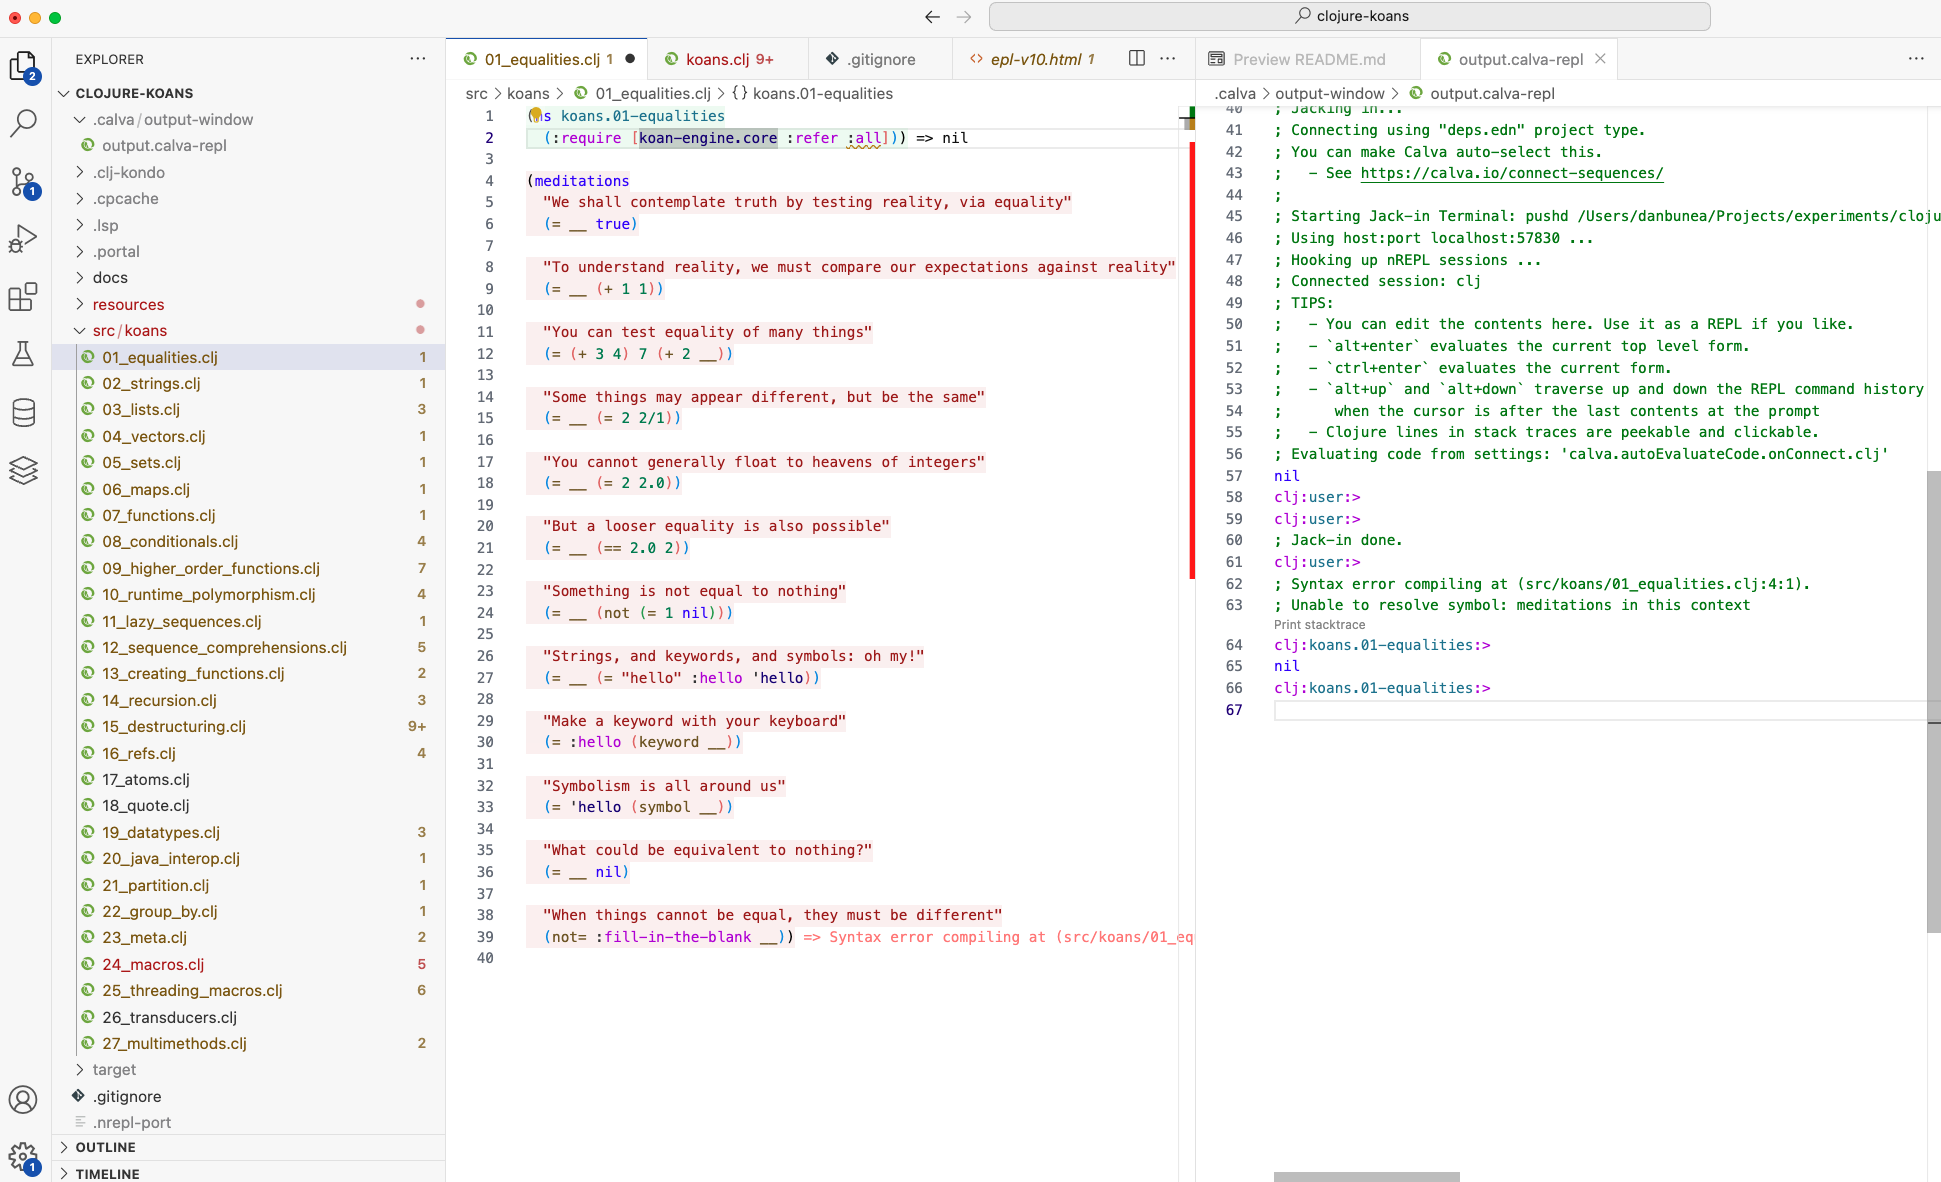 clojure-koans
EXPLORER
CLOJURE-KOANS
.calva / output-window
output.calva-repl
.clj-kondo
.cpcache
.lsp
.portal
docs
resources
src / koans
01_equalities.clj 1
02_strings.clj 1
03_lists.clj 3
04_vectors.clj 1
05_sets.clj 1
06_maps.clj 1
07_functions.clj 1
08_conditionals.clj 4
09_higher_order_functions.clj 7
10_runtime_polymorphism.clj 4
11_lazy_sequences.clj 1
12_sequence_comprehensions.clj 5
13_creating_functions.clj 2
14_recursion.clj 3
15_destructuring.clj 9+
16_refs.clj 4
17_atoms.clj
18_quote.clj
19_datatypes.clj 3
20_java_interop.clj 1
21_partition.clj 1
22_group_by.clj 1
23_meta.clj 2
24_macros.clj 5
25_threading_macros.clj 6
26_transducers.clj
27_multimethods.clj 2
target
.gitignore
.nrepl-port
OUTLINE
TIMELINE
2
1
1
01_equalities.clj 1
koans.clj 9+
.gitignore
epl-v10.html 1
src > koans > 01_equalities.clj > {} koans.01-equalities
1 (ns koans.01-equalities
2 (:require [koan-engine.core :refer :all])) => nil
3
4 (meditations
5 "We shall contemplate truth by testing reality, via equality"
6 (= __ true)
7
8 "To understand reality, we must compare our expectations against reality"
9 (= __ (+ 1 1))
10
11 "You can test equality of many things"
12 (= (+ 3 4) 7 (+ 2 __))
13
14 "Some things may appear different, but be the same"
15 (= __ (= 2 2/1))
16
17 "You cannot generally float to heavens of integers"
18 (= __ (= 2 2.0))
19
20 "But a looser equality is also possible"
21 (= __ (== 2.0 2))
22
23 "Something is not equal to nothing"
24 (= __ (not (= 1 nil)))
25
26 "Strings, and keywords, and symbols: oh my!"
27 (= __ (= "hello" :hello 'hello))
28
29 "Make a keyword with your keyboard"
30 (= :hello (keyword __))
31
32 "Symbolism is all around us"
33 (= 'hello (symbol __))
34
35 "What could be equivalent to nothing?"
36 (= __ nil)
37
38 "When things cannot be equal, they must be different"
39 (not= :fill-in-the-blank __)) => Syntax error compiling at (src/koans/01_eq
40
Preview README.md
output.calva-repl
.calva > output-window > output.calva-repl
40 ; Jacking in...
41 ; Connecting using "deps.edn" project type.
42 ; You can make Calva auto-select this.
43 ; - See https://calva.io/connect-sequences/
44 ;
45 ; Starting Jack-in Terminal: pushd /Users/danbunea/Projects/experiments/cloju
46 ; Using host:port localhost:57830 ...
47 ; Hooking up nREPL sessions ...
48 ; Connected session: clj
49 ; TIPS:
50 ; - You can edit the contents here. Use it as a REPL if you like.
51 ; - `alt+enter` evaluates the current top level form.
52 ; - `ctrl+enter` evaluates the current form.
53 ; - `alt+up` and `alt+down` traverse up and down the REPL command history
54 ; when the cursor is after the last contents at the prompt
55 ; - Clojure lines in stack traces are peekable and clickable.
56 ; Evaluating code from settings: 'calva.autoEvaluateCode.onConnect.clj'
57 nil
58 clj:user:>
59 clj:user:>
60 ; Jack-in done.
61 clj:user:>
62 ; Syntax error compiling at (src/koans/01_equalities.clj:4:1).
63 ; Unable to resolve symbol: meditations in this context
Print stacktrace
64 clj:koans.01-equalities:>
65 nil
66 clj:koans.01-equalities:>
67